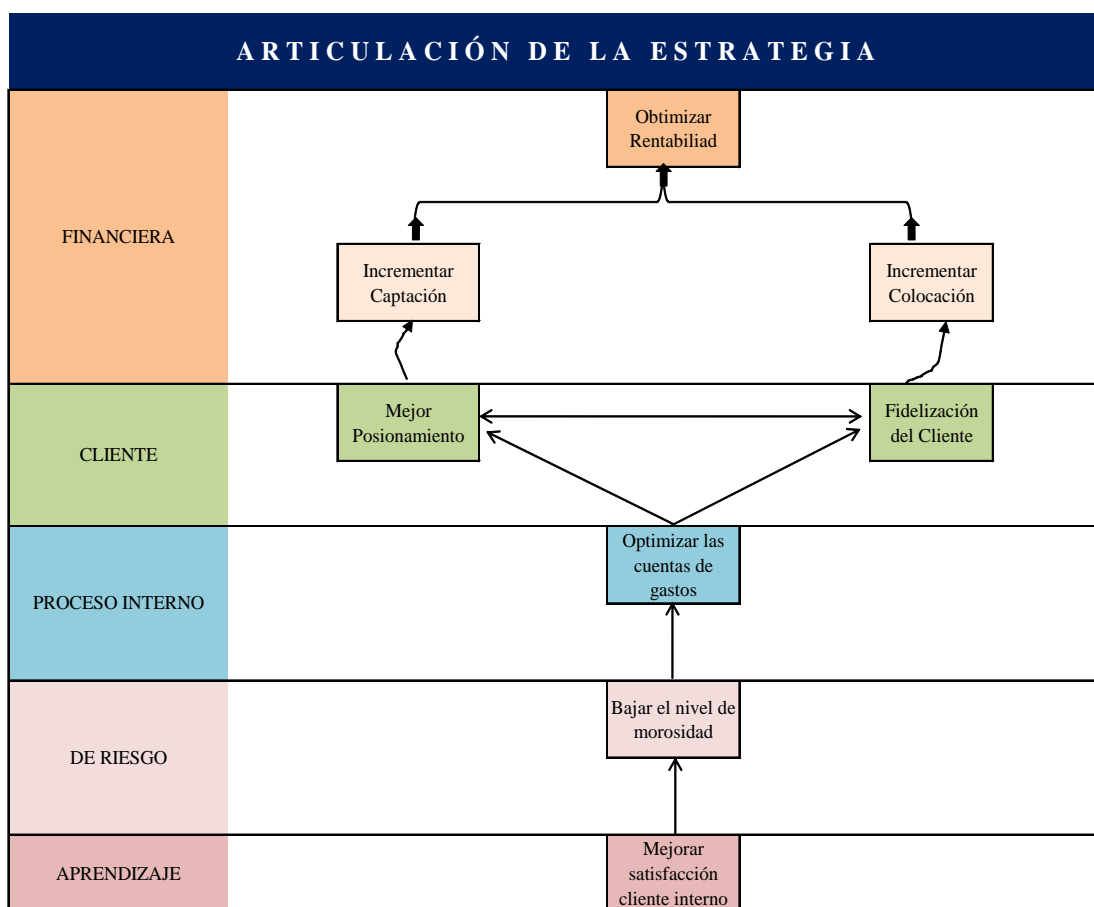 ARTICULACIÓN DE LA ESTRATEGIA
Obtimizar
Rentabiliad
FINANCIERA
Incrementar
Captación
Incrementar
Colocación
Mejor
Posionamiento
Fidelización
del Cliente
CLIENTE
Optimizar las
cuentas de
gastos
PROCESO INTERNO
Bajar el nivel de
morosidad
DE RIESGO
Mejorar
satisfacción
cliente interno
APRENDIZAJE